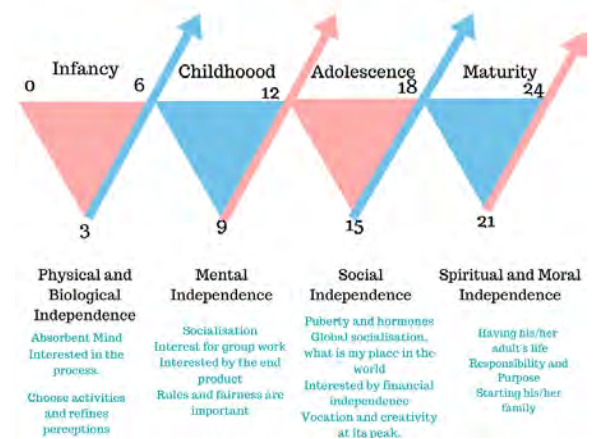 Infancy
Childhoood
Adolescence
Maturity
0
6
12
18
24
3
9
15
21
Physical and
Biological
Independence
Absorbent Mind
Interested in the
process.
Choose activities
and refines
perceptions
Mental
Independence
Socialisation
Interest for group work
Interested by the end
product
Rules and fairness are
important
Social
Independence
Puberty and hormones
Global socialisation,
what is my place in the
world
Interested by financial
independence
Vocation and creativity
at its peak.
Spiritual and Moral
Independence
Having his/her
adult's life
Responsibility and
Purpose
Starting his/her
family